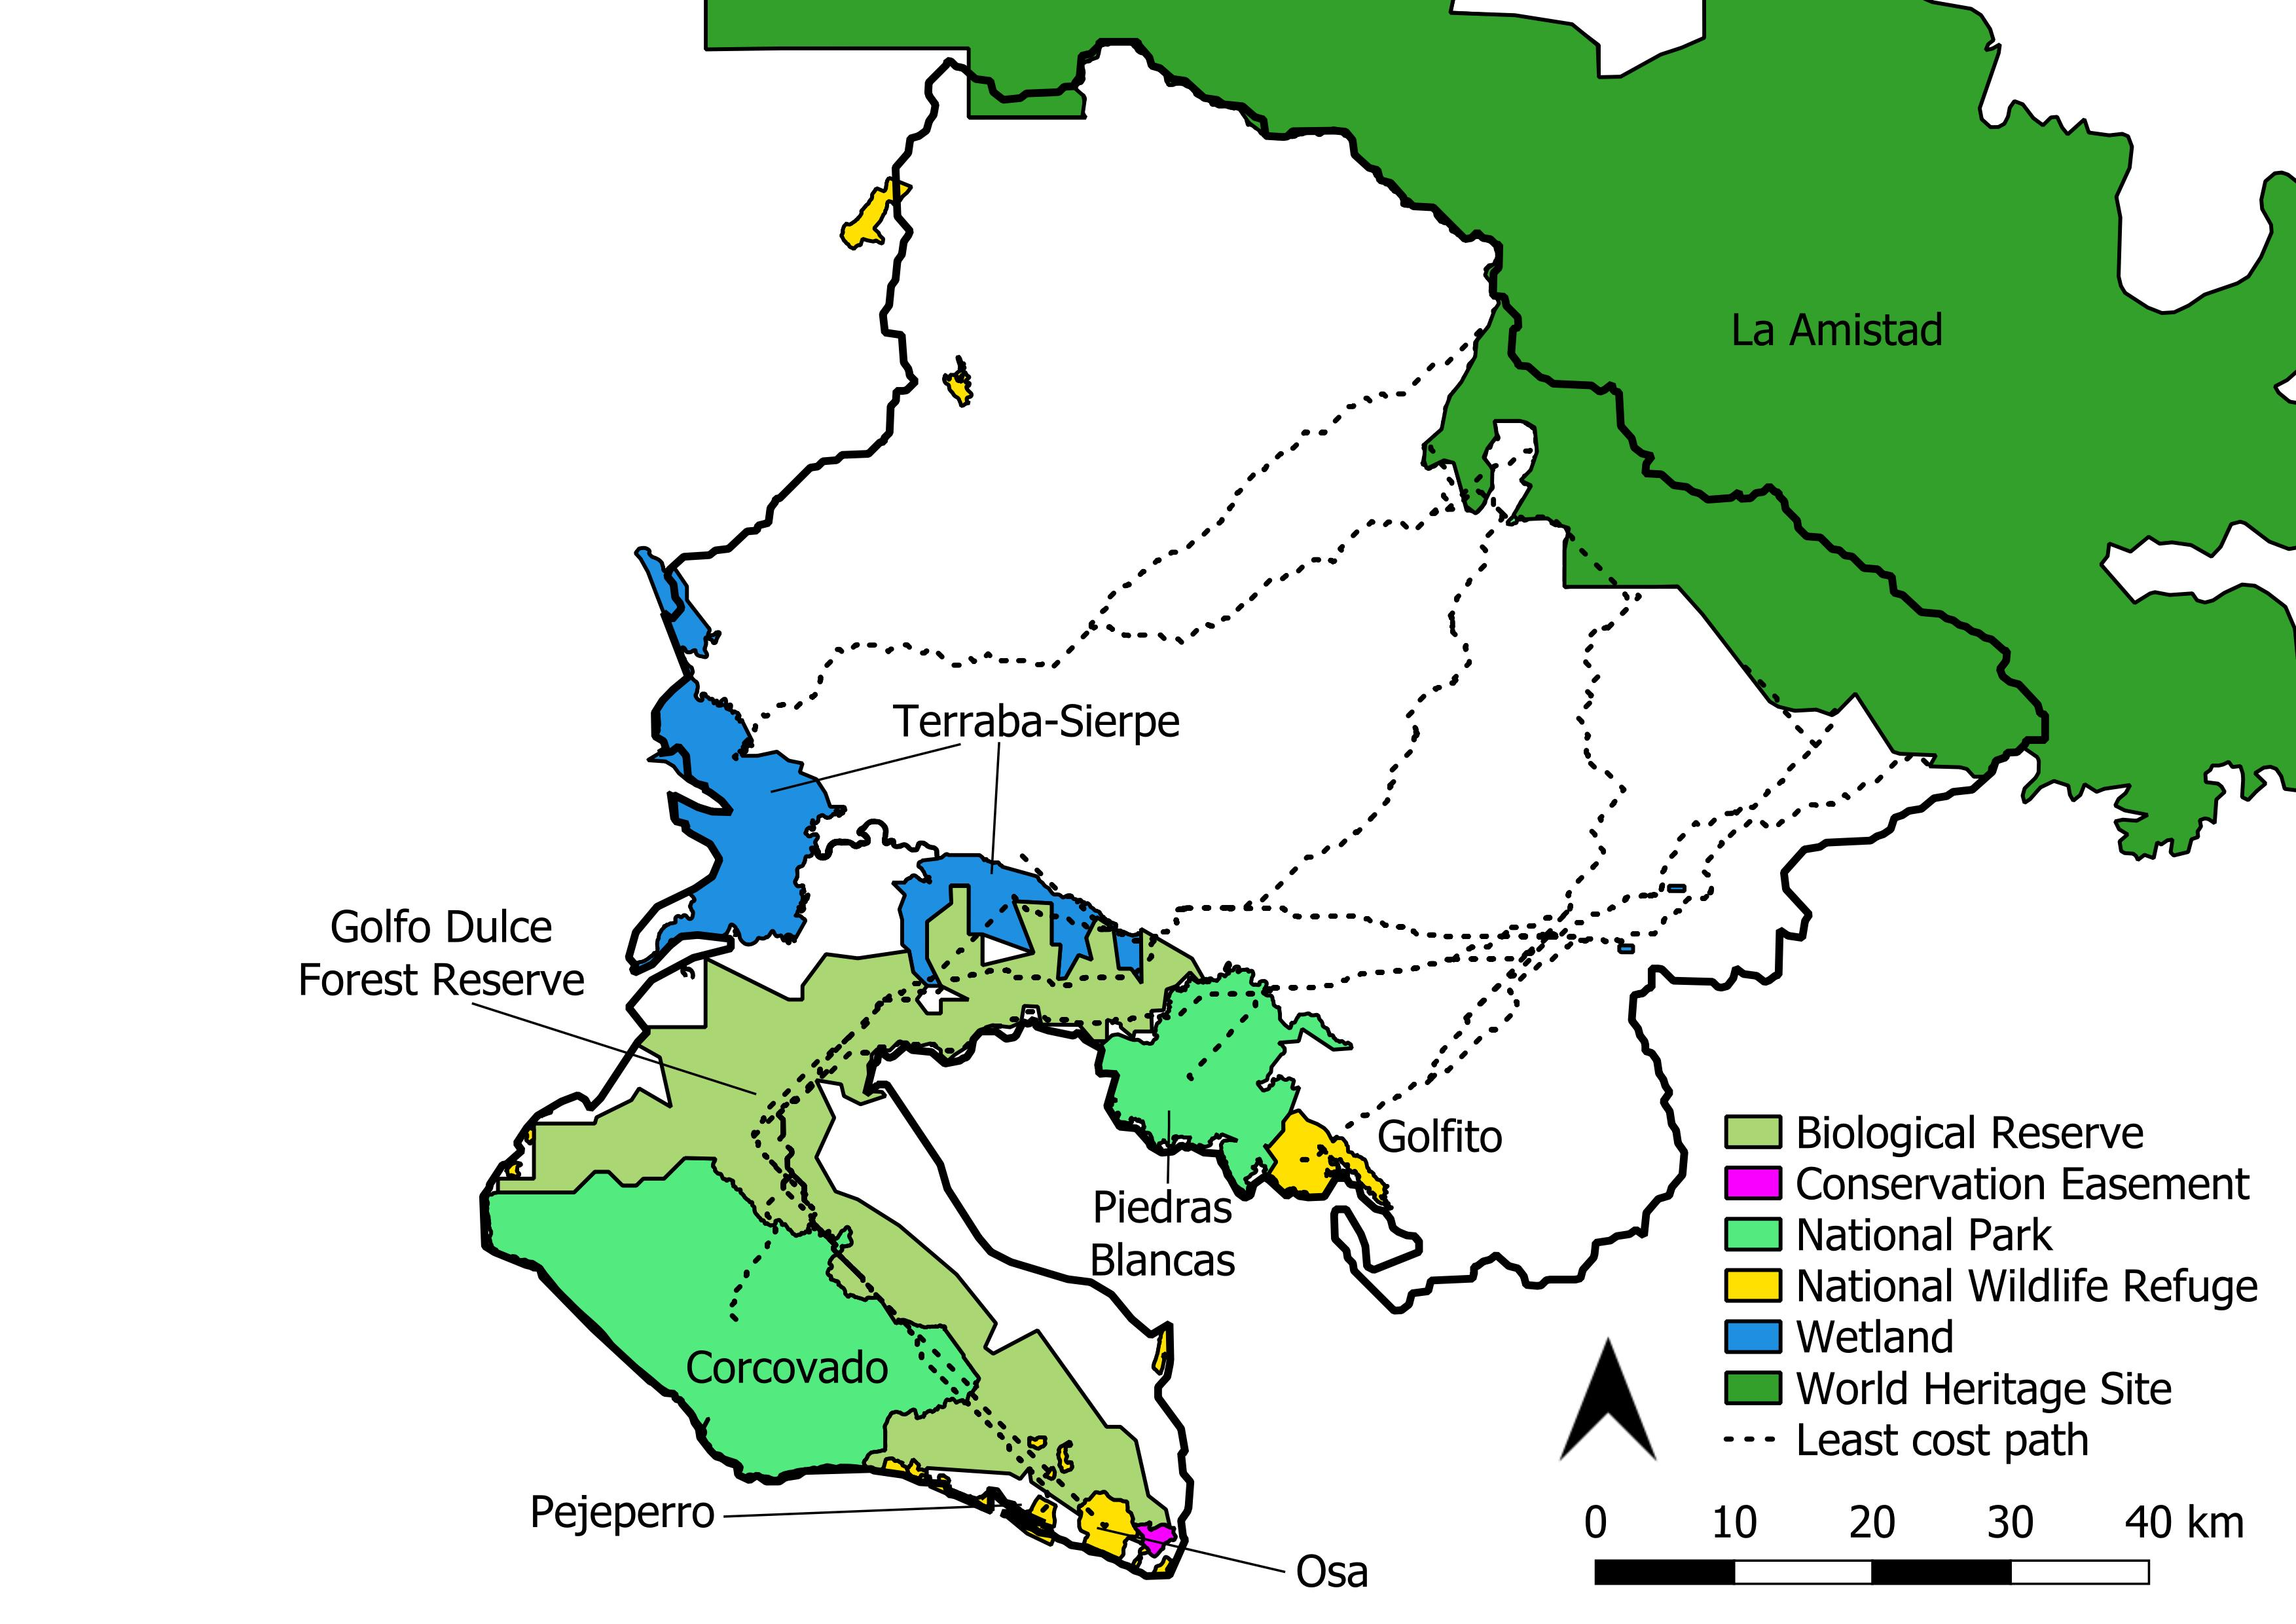 La Amistad
Terraba-Sierpe
Golfo Dulce
Forest Reserve
Golfito
Piedras
Blancas
Corcovado
Pejeperro
Osa
Biological Reserve
Conservation Easement
National Park
National Wildlife Refuge
Wetland
World Heritage Site
Least cost path
0 10 20 30 40 km